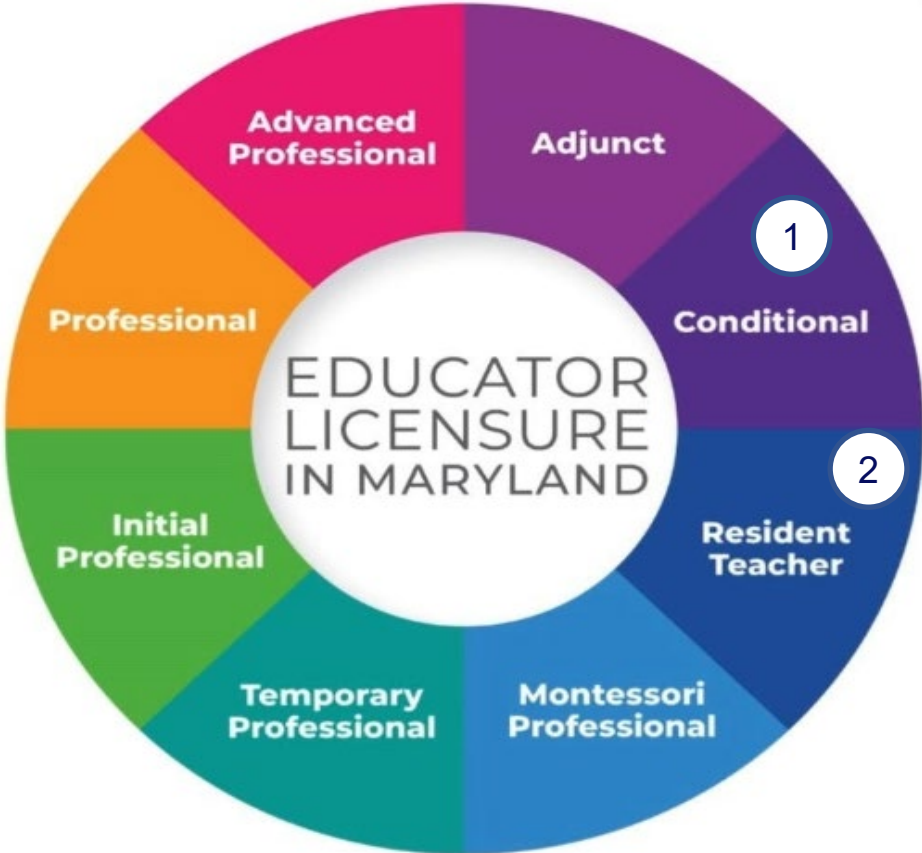 Advanced
Professional
Adjunct
1
Conditional
2
Resident
Teacher
Montessori
Professional
Temporary
Professional
Initial
Professional
Professional
EDUCATOR
LICENSURE
IN MARYLAND